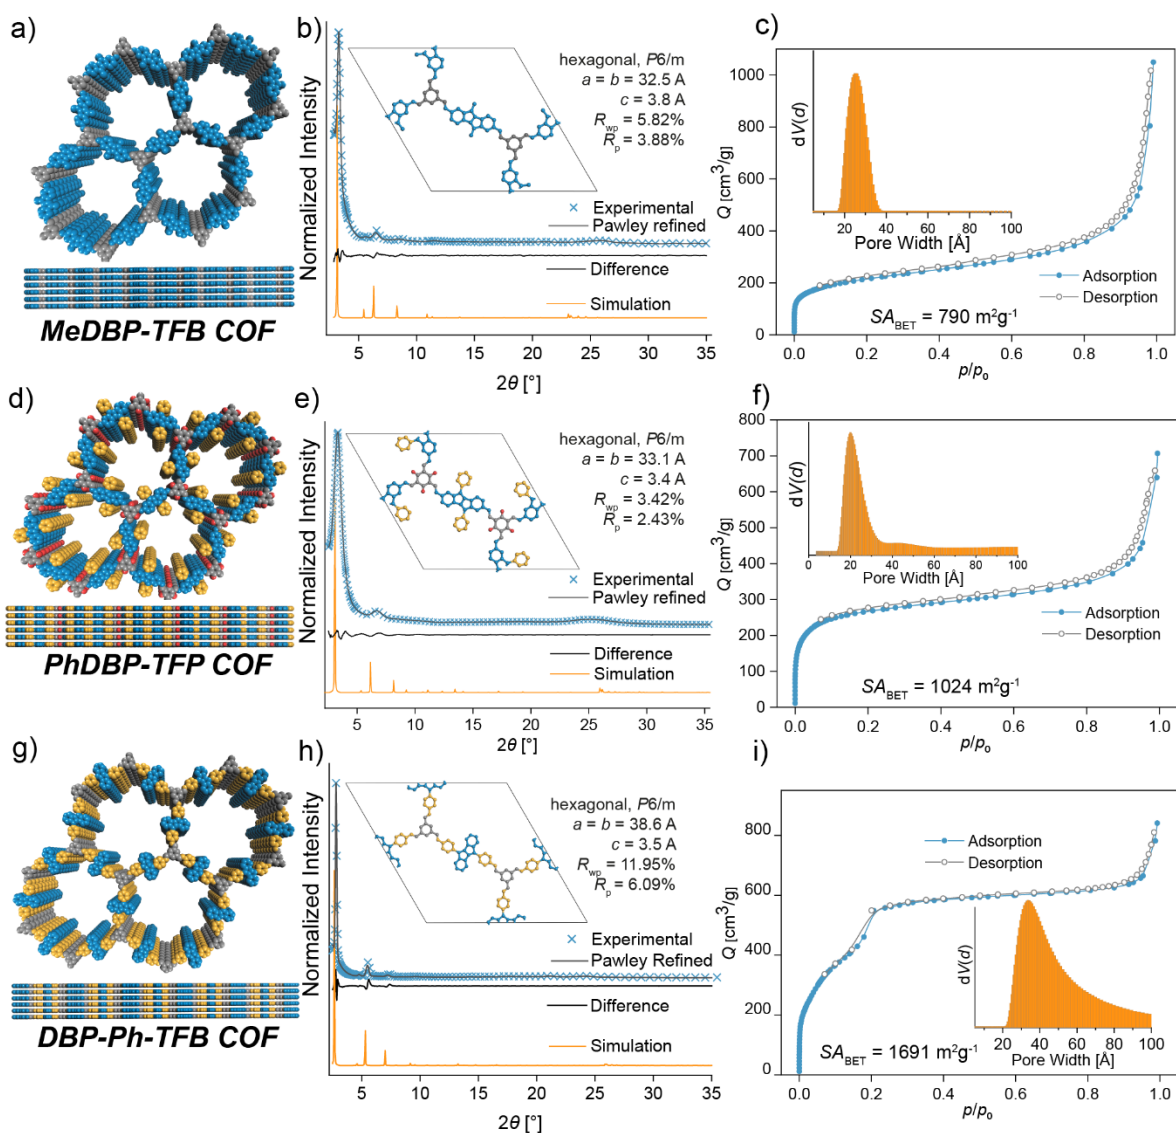 a)
MeDBP-TFB COF
b)
hexagonal, P6/m
a = b = 32.5 A
c = 3.8 A
Rwp = 5.82%
Rp = 3.88%
Experimental
Pawley refined
Difference
Simulation
Normalized Intensity
5 10 15 20 25 30 35
2θ [°]
c)
1000
800
600
400
200
0
Q [cm³/g]
dV(d)
20 40 60 80 100
Pore Width [Å]
Adsorption
Desorption
SABET = 790 m²g⁻¹
0.0 0.2 0.4 0.6 0.8 1.0
p/p₀
d)
PhDBP-TFP COF
e)
hexagonal, P6/m
a = b = 33.1 A
c = 3.4 A
Rwp = 3.42%
Rp = 2.43%
Experimental
Pawley refined
Difference
Simulation
Normalized Intensity
5 10 15 20 25 30 35
2θ [°]
f)
800
700
600
500
400
300
200
100
0
Q [cm³/g]
dV(d)
0 20 40 60 80 100
Pore Width [Å]
Adsorption
Desorption
SABET = 1024 m²g⁻¹
0.0 0.2 0.4 0.6 0.8 1.0
p/p₀
g)
DBP-Ph-TFB COF
h)
hexagonal, P6/m
a = b = 38.6 A
c = 3.5 A
Rwp = 11.95%
Rp = 6.09%
Experimental
Pawley Refined
Difference
Simulation
Normalized Intensity
5 10 15 20 25 30 35
2θ [°]
i)
800
600
400
200
0
Q [cm³/g]
Adsorption
Desorption
dV(d)
20 40 60 80 100
Pore Width [Å]
SABET = 1691 m²g⁻¹
0.0 0.2 0.4 0.6 0.8 1.0
p/p₀